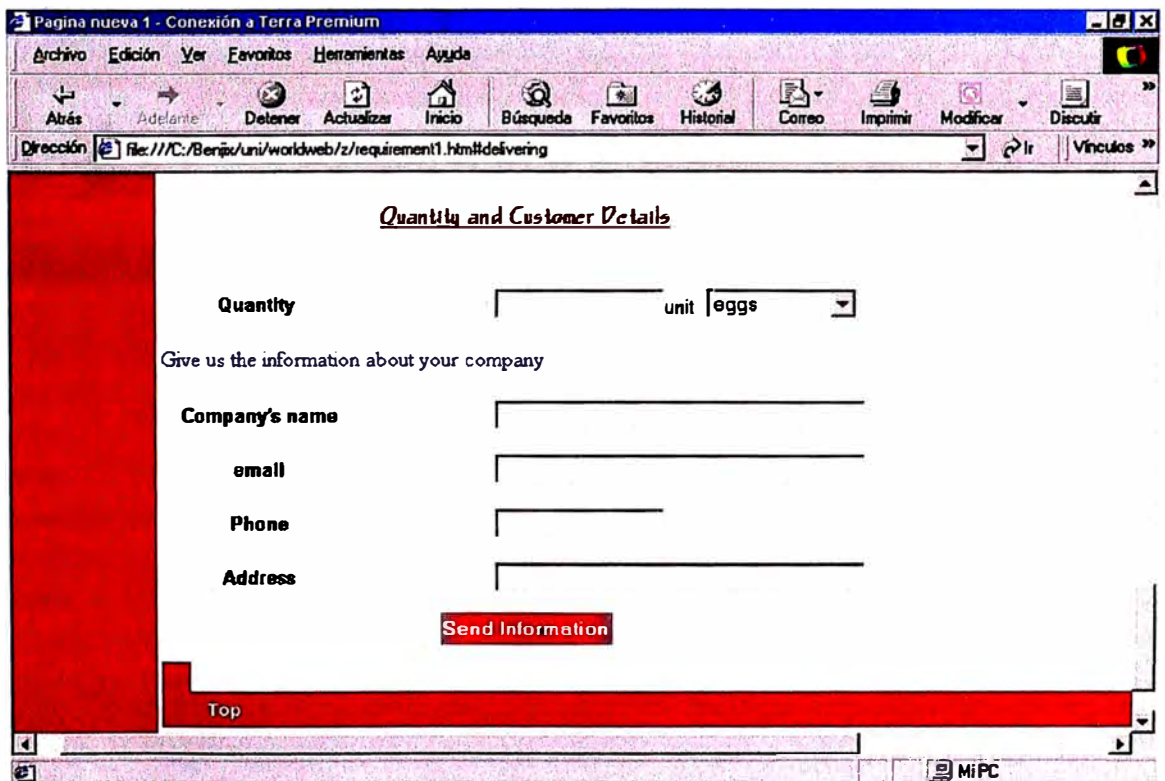 Pagina nueva 1 - Conexión a Terra Premium
Archivo Edición Ver Favoritos Herramientas Ayuda
Atrás Adelante Detener Actualizar Inicio Búsqueda Favoritos Historial Correo Imprimir Modificar Discutir »
Dirección file:///C:/Benjix/uni/worldweb/z/requirement1.htm#delivering Ir Vínculos »
Quantity and Customer Details
Quantity unit eggs
Give us the information about your company
Company's name
email
Phone
Address
Send Information
Top
Mi PC